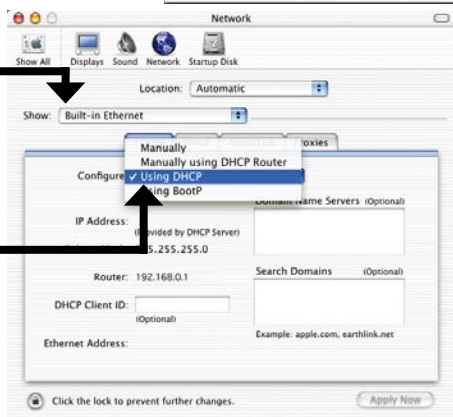 Network
Show All Displays Sound Network Startup Disk
Location: Automatic
Show: Built-in Ethernet
roxies
Manually
Manually using DHCP Router
Configure ✓ Using DHCP
ing BootP
Domain Name Servers (Optional)
IP Address:
(Provided by DHCP Server)
5.255.255.0
Router: 192.168.0.1
Search Domains (Optional)
DHCP Client ID:
(Optional)
Example: apple.com, earthlink.net
Ethernet Address:
Click the lock to prevent further changes.
Apply Now